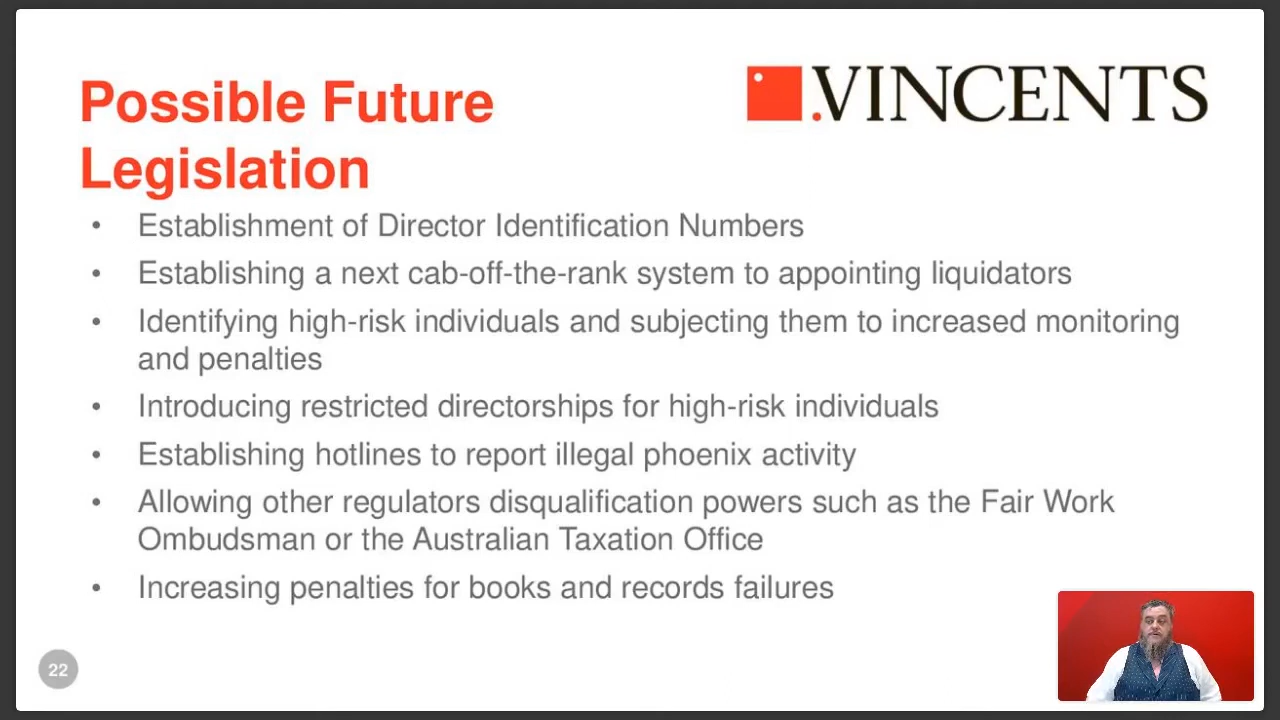 Possible Future
Legislation
.VINCENTS
• Establishment of Director Identification Numbers
• Establishing a next cab-off-the-rank system to appointing liquidators
• Identifying high-risk individuals and subjecting them to increased monitoring
and penalties
• Introducing restricted directorships for high-risk individuals
• Establishing hotlines to report illegal phoenix activity
• Allowing other regulators disqualification powers such as the Fair Work
Ombudsman or the Australian Taxation Office
• Increasing penalties for books and records failures
22